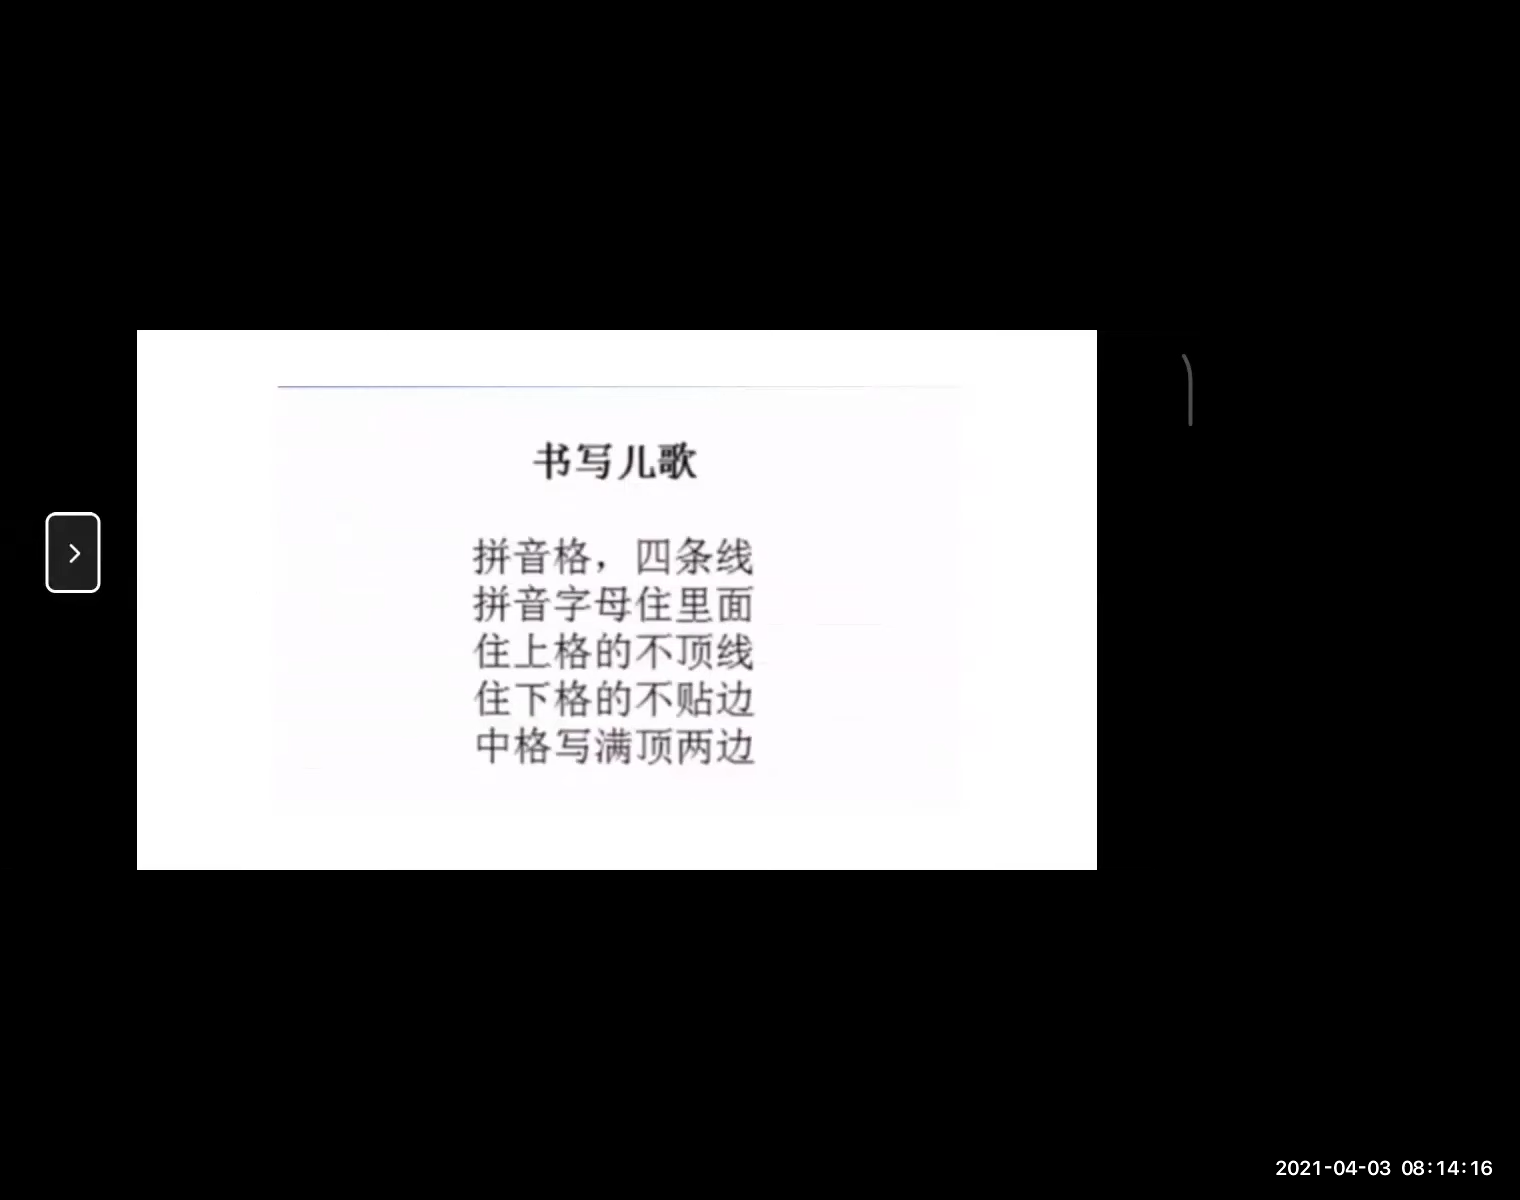 书写儿歌
拼音格，四条线
拼音字母住里面
住上格的不顶线
住下格的不贴边
中格写满顶两边
2021-04-03 08:14:16